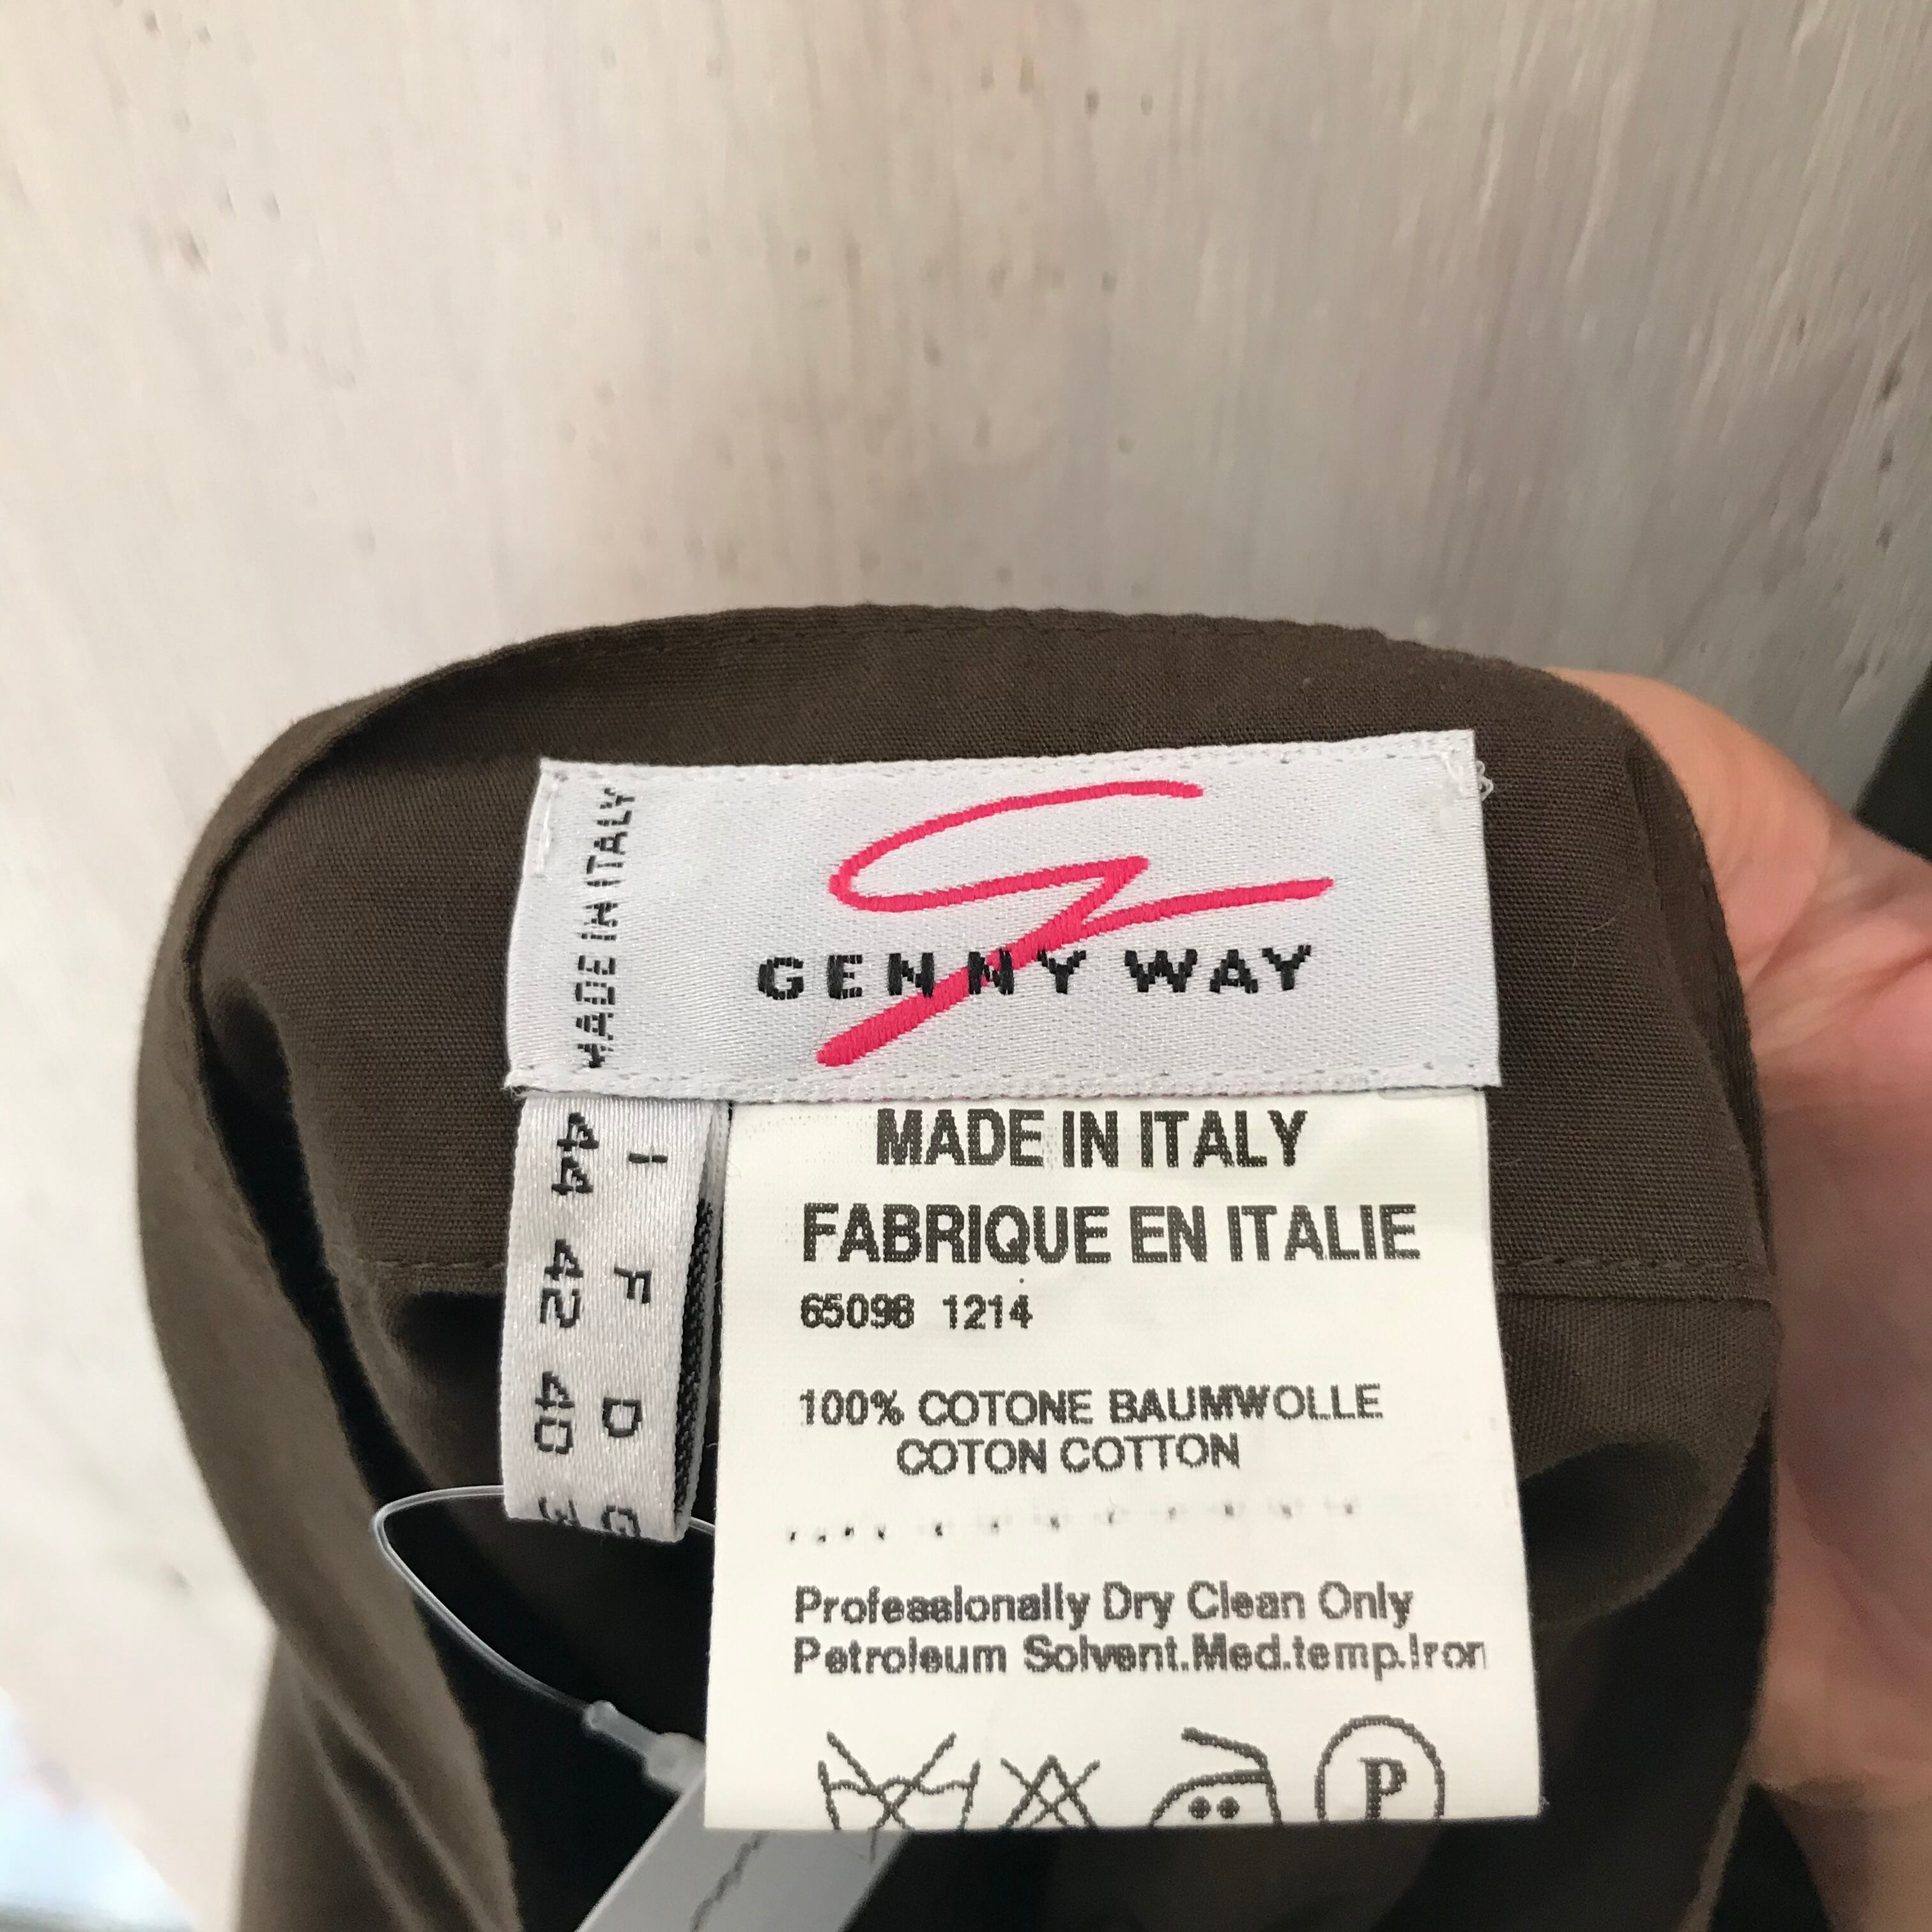 MADE IN ITALY
GENNY WAY
I F D G
44 42 40
MADE IN ITALY
FABRIQUE EN ITALIE
65098 1214
100% COTONE BAUMWOLLE
COTON COTTON
Professionally Dry Clean Only
Petroleum Solvent.Med.temp.Iron
P